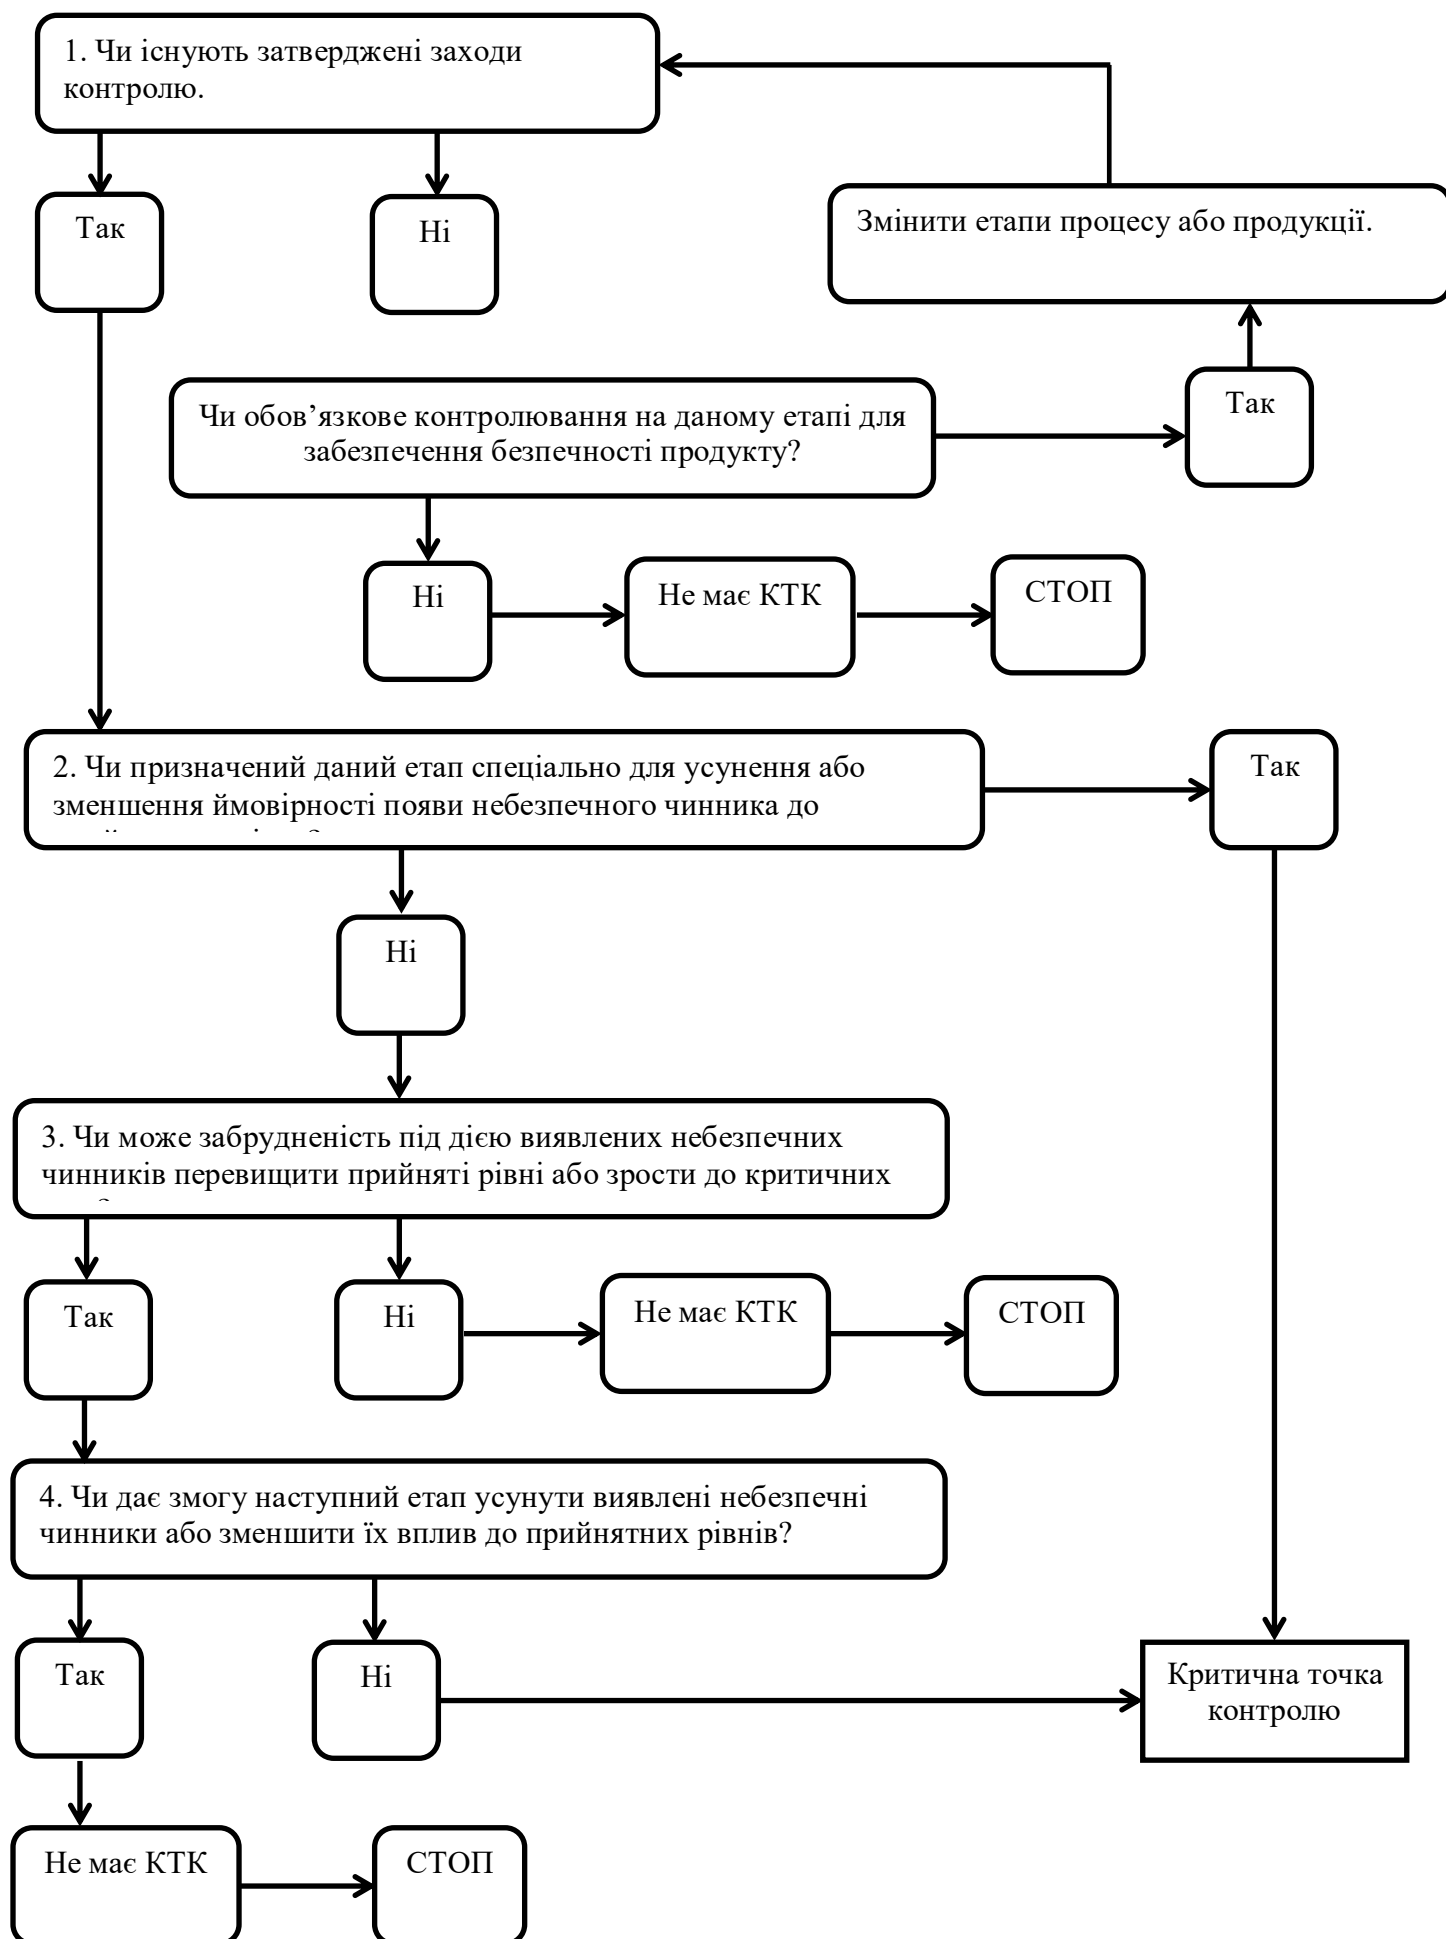 1. Чи існують затверджені заходи
контролю.
Так
Ні
Змінити етапи процесу або продукції.
Чи обов’язкове контролювання на даному етапі для
забезпечення безпечності продукту?
Так
Ні
Не має КТК
СТОП
2. Чи призначений даний етап спеціально для усунення або
зменшення ймовірності появи небезпечного чинника до
Так
Ні
3. Чи може забрудненість під дією виявлених небезпечних
чинників перевищити прийняті рівні або зрости до критичних
Так
Ні
Не має КТК
СТОП
4. Чи дає змогу наступний етап усунути виявлені небезпечні
чинники або зменшити їх вплив до прийнятних рівнів?
Так
Ні
Критична точка
контролю
Не має КТК
СТОП